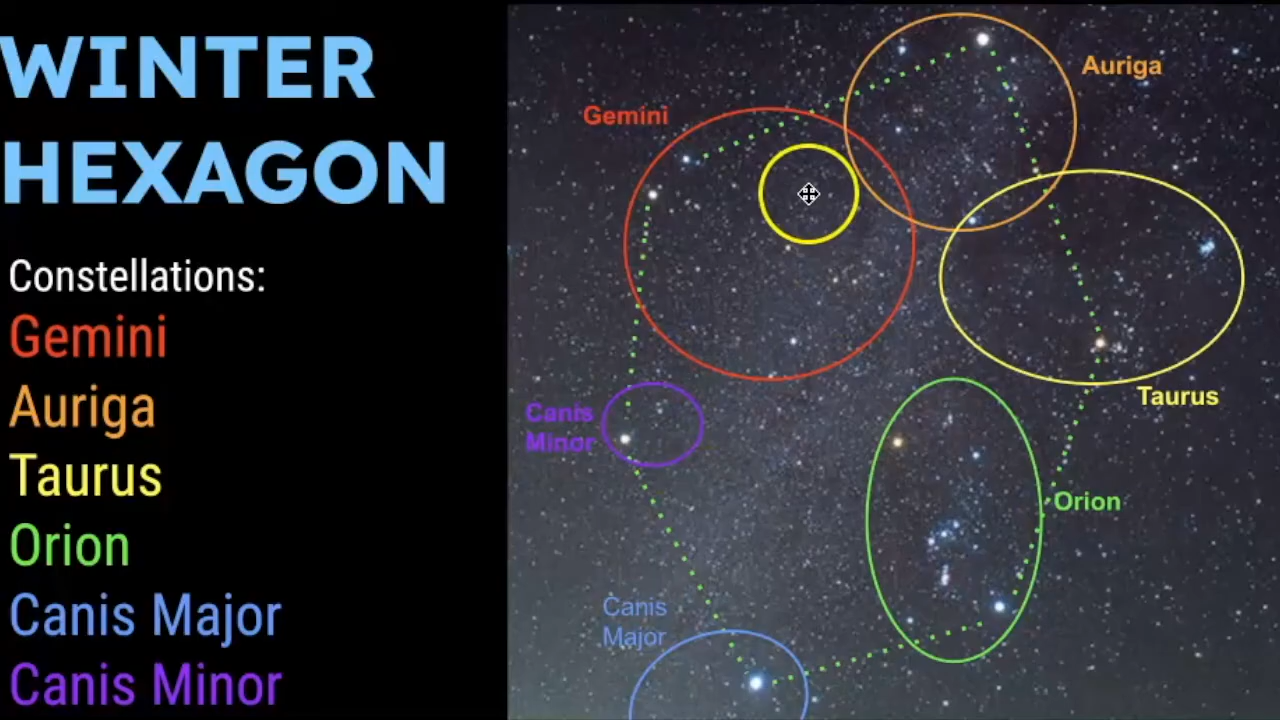 WINTER
HEXAGON
Constellations:
Gemini
Auriga
Taurus
Orion
Canis Major
Canis Minor
Auriga
Gemini
Taurus
Canis
Minor
Orion
Canis
Major